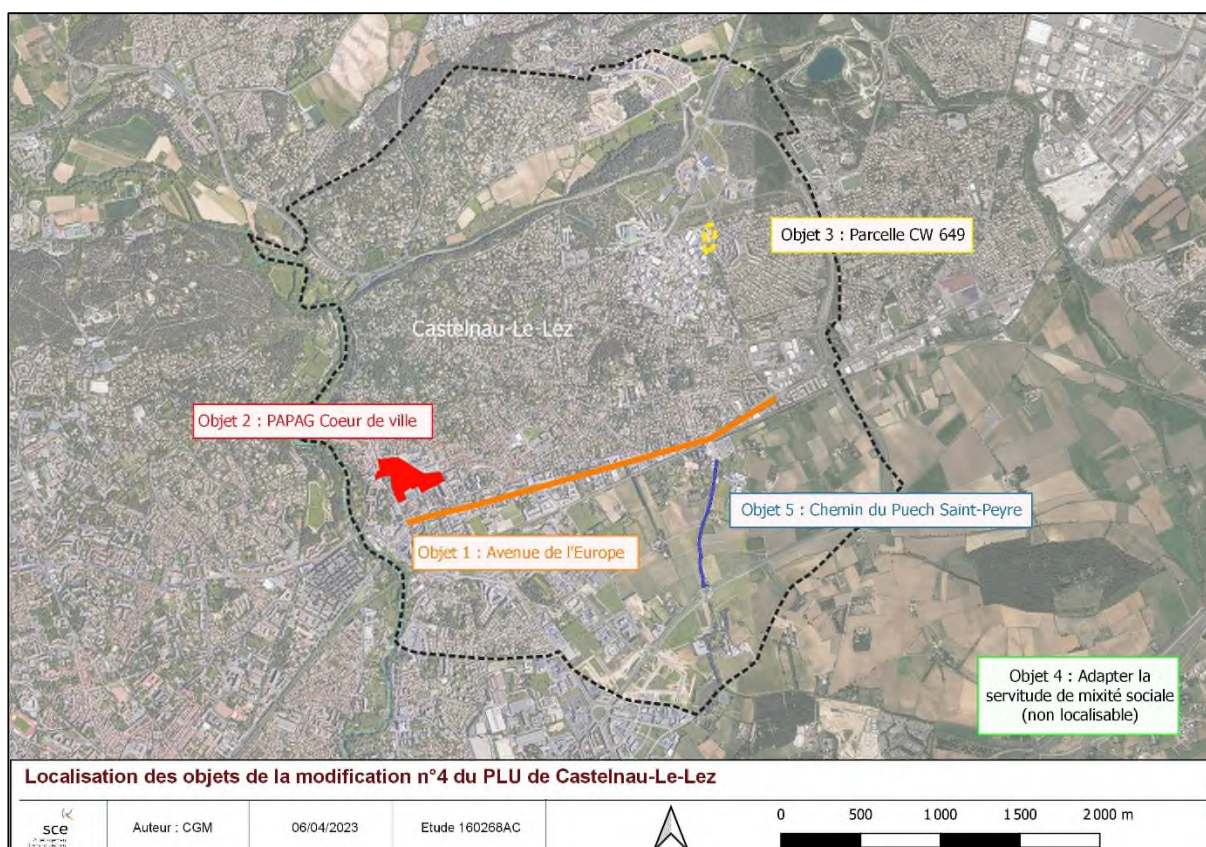 Objet 3 : Parcelle CW 649
Castelnau-Le-Lez
Objet 2 : PAPAG Coeur de ville
Objet 5 : Chemin du Puech Saint-Peyre
Objet 1 : Avenue de l'Europe
Objet 4 : Adapter la
servitude de mixité sociale
(non localisable)
Localisation des objets de la modification n°4 du PLU de Castelnau-Le-Lez
sce
Auteur : CGM
06/04/2023
Etude 160268AC
0 500 1000 1500 2000 m